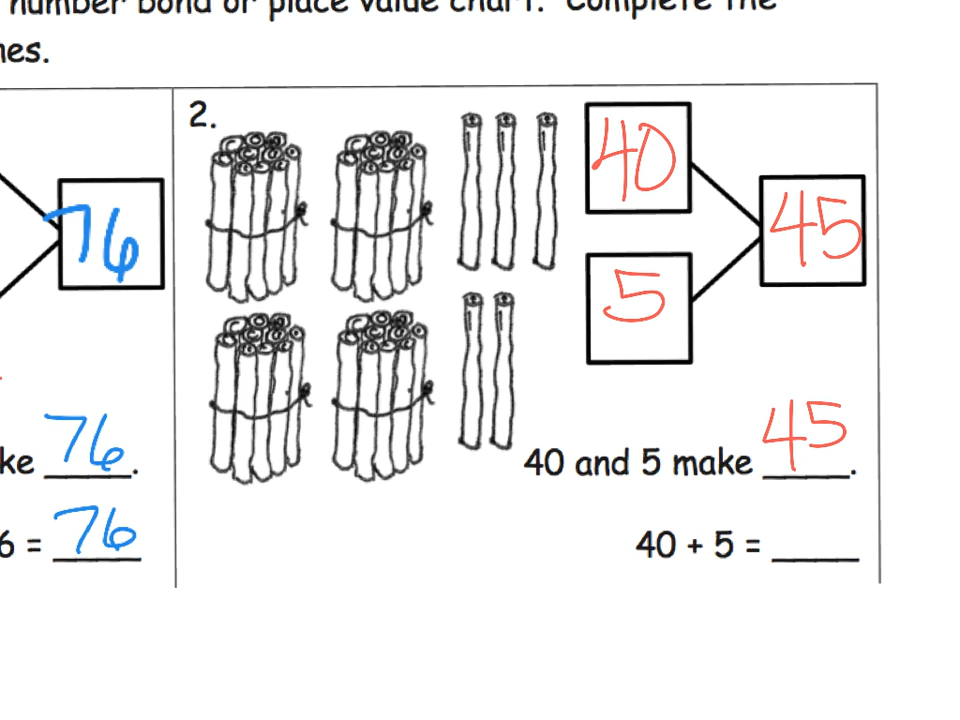 number bond or place value chart. Complete the
nes.
2.
40
45
5
76
ke 76.
40 and 5 make 45.
6 = 76
40 + 5 = ____